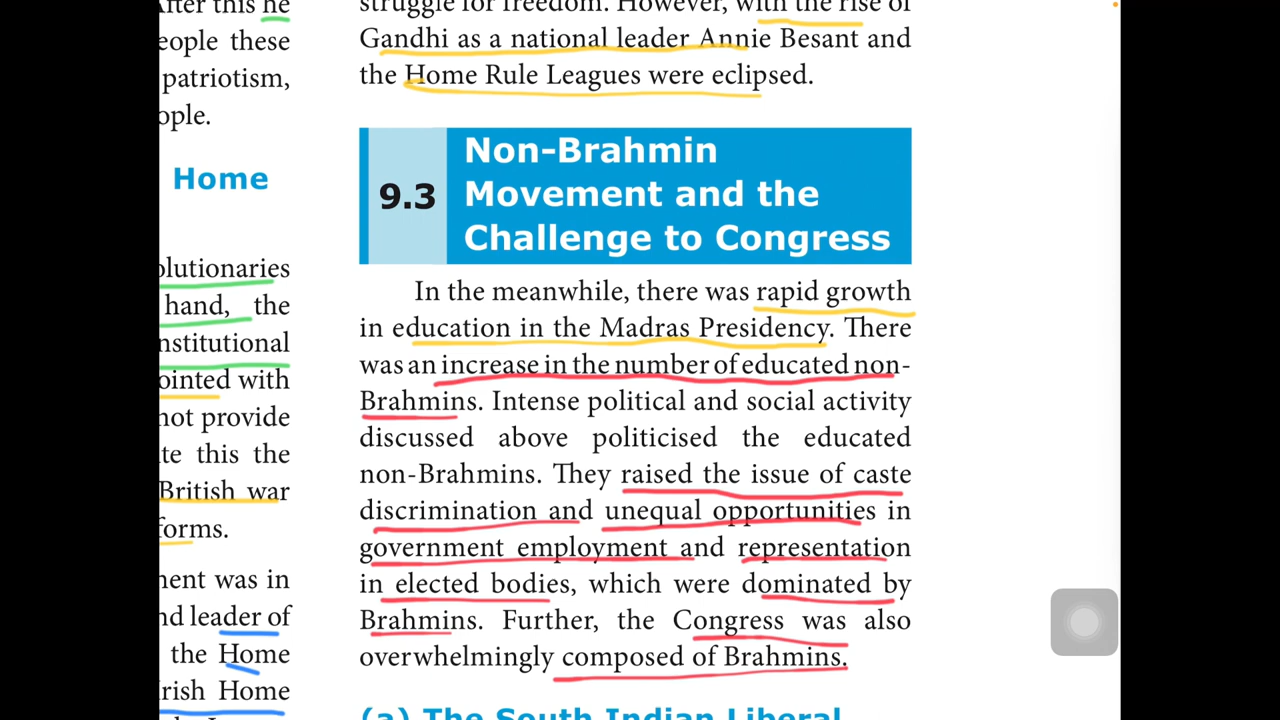 After this he
eople these
patriotism,
ople.
Home
olutionaries
hand, the
nstitutional
ointed with
not provide
te this the
British war
forms.
ment was in
nd leader of
the Home
Irish Home
struggle for freedom. However, with the rise of
Gandhi as a national leader Annie Besant and
the Home Rule Leagues were eclipsed.
9.3
Non-Brahmin
Movement and the
Challenge to Congress
In the meanwhile, there was rapid growth
in education in the Madras Presidency. There
was an increase in the number of educated non-
Brahmins. Intense political and social activity
discussed above politicised the educated
non-Brahmins. They raised the issue of caste
discrimination and unequal opportunities in
government employment and representation
in elected bodies, which were dominated by
Brahmins. Further, the Congress was also
overwhelmingly composed of Brahmins.
(a) The South Indian Liberal